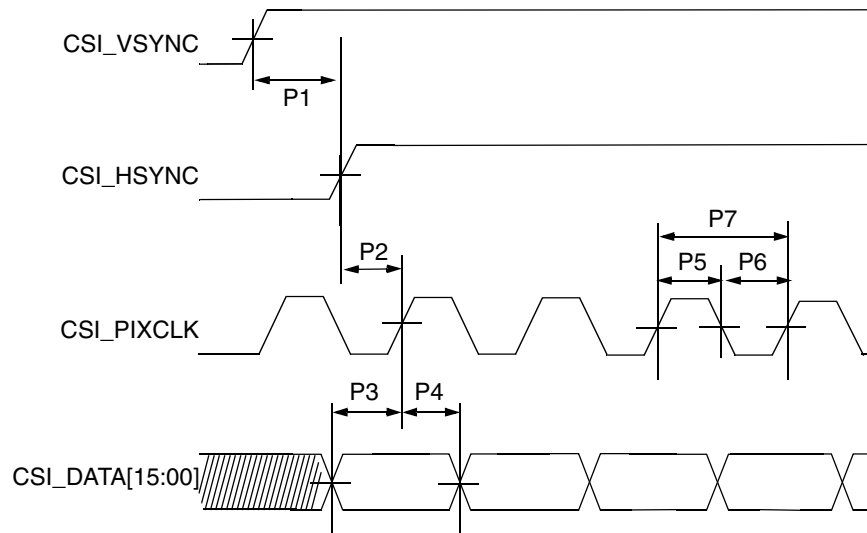 CSI_VSYNC
P1
CSI_HSYNC
P7
P2
P5
P6
CSI_PIXCLK
P3
P4
CSI_DATA[15:00]